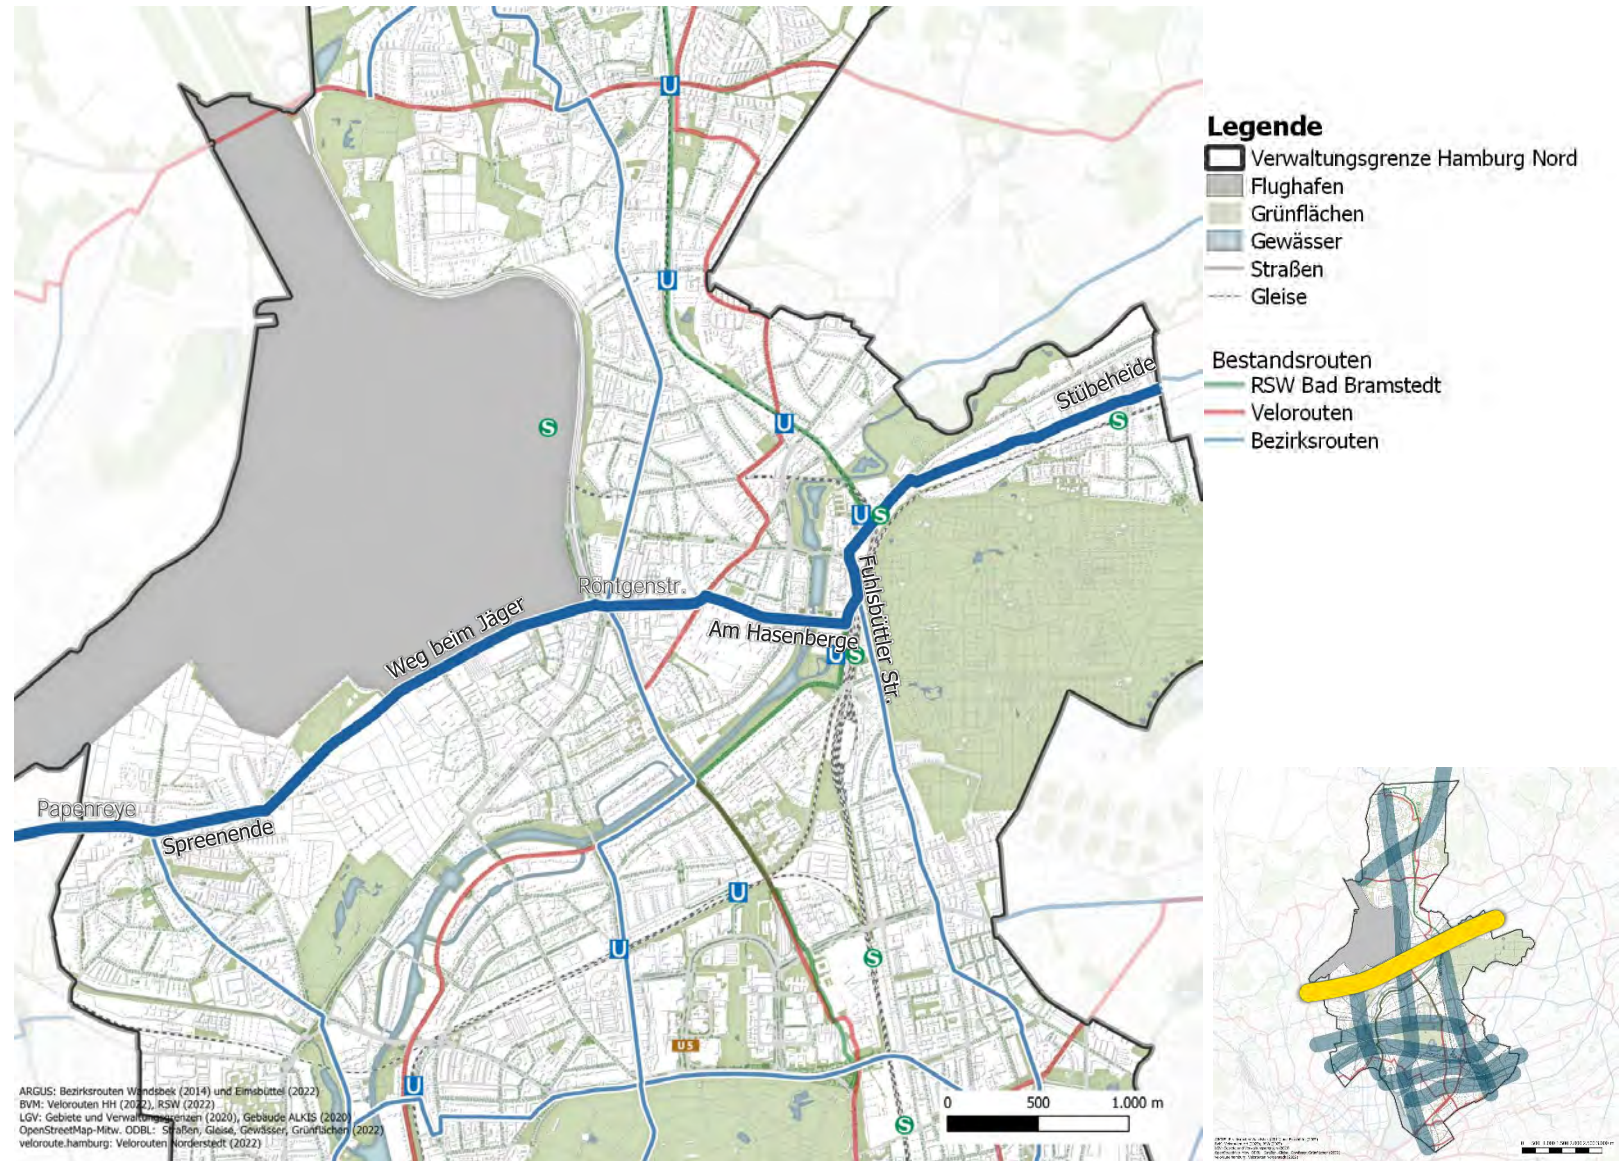 U
U
U
S
U S
S
U S
U
U
S
U5
U
S
Stübeheide
Röntgenstr.
Weg beim Jäger
Am Hasenberge
Fuhlsbüttler Str.
Papenreye
Spreenende
ARGUS: Bezirksrouten Wandsbek (2014) und Eimsbüttel (2022)
BVM: Velorouten HH (2022), RSW (2022)
LGV: Gebiete und Verwaltungsgrenzen (2020), Gebäude ALKIS (2020)
OpenStreetMap-Mitw. ODBL: Straßen, Gleise, Gewässer, Grünflächen (2022)
veloroute.hamburg: Velorouten Norderstedt (2022)
0 500 1.000 m
Legende
Verwaltungsgrenze Hamburg Nord
Flughafen
Grünflächen
Gewässer
Straßen
Gleise
Bestandsrouten
RSW Bad Bramstedt
Velorouten
Bezirksrouten